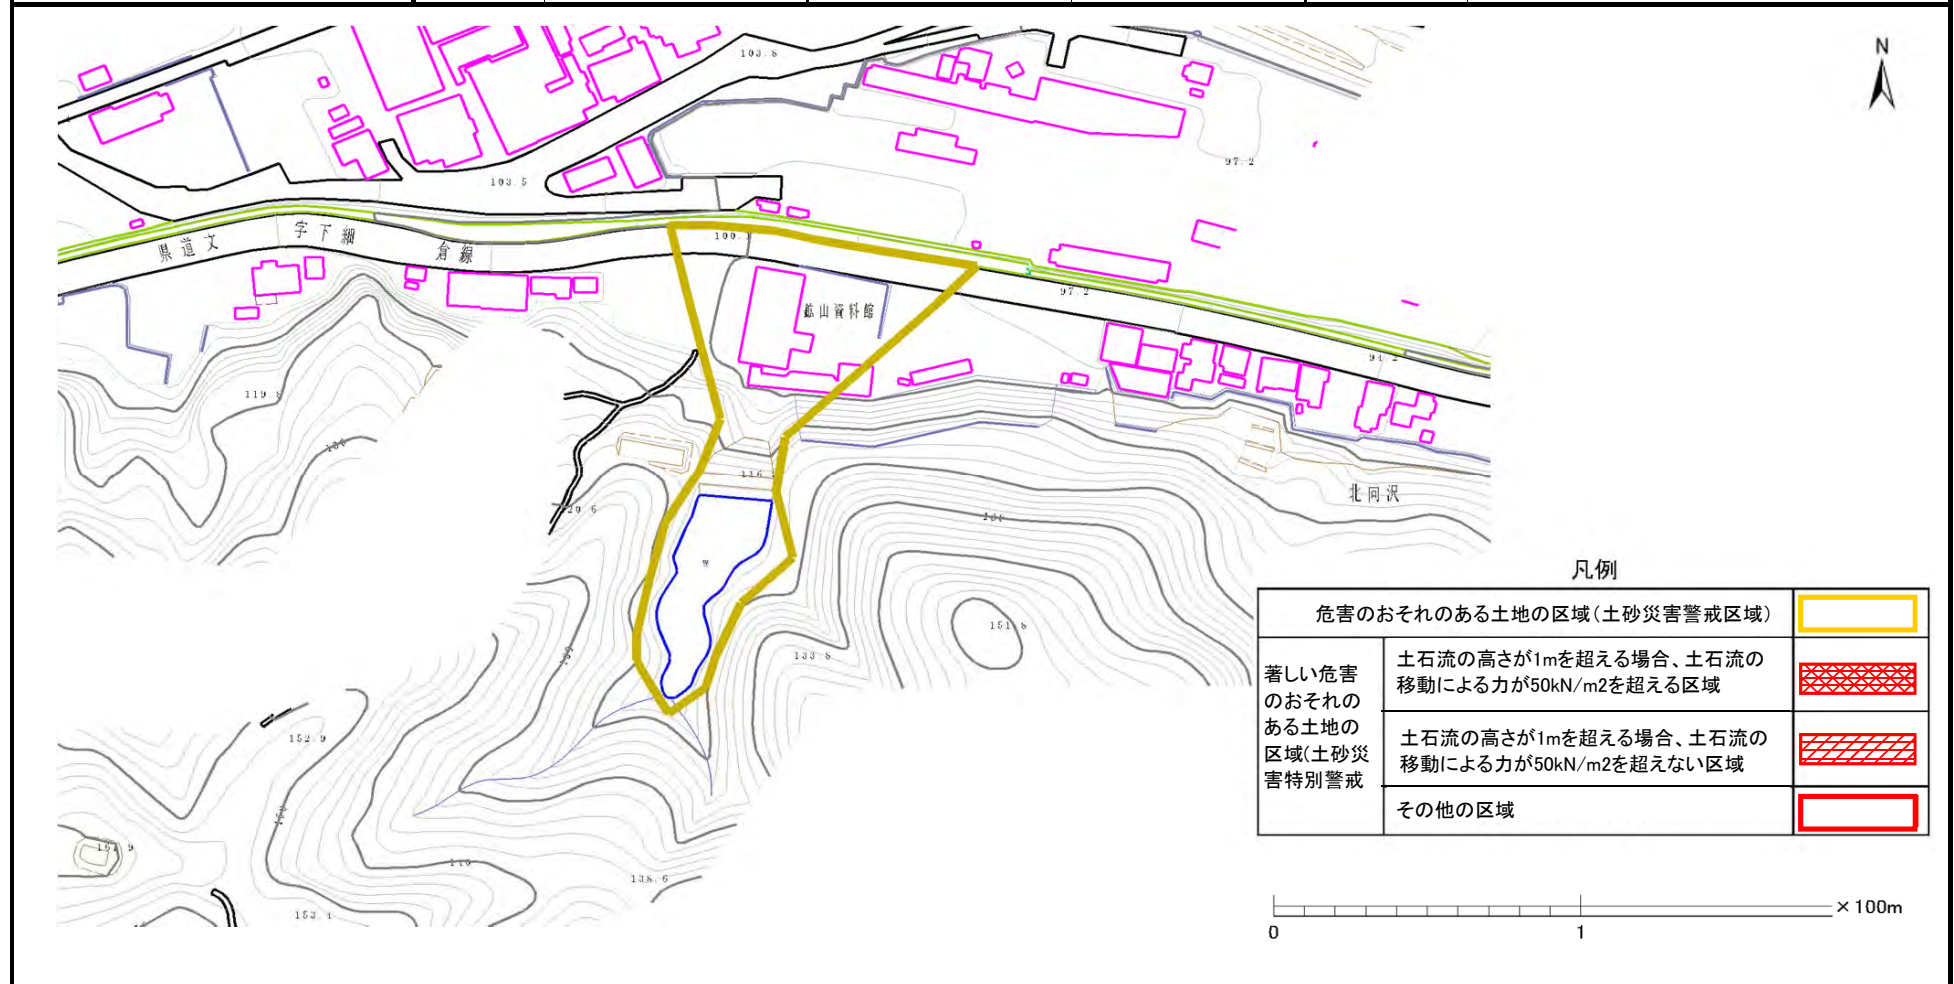 103.8
N
97.2
103.5
県道文字下細倉線
100.1
97.2
鉱山資料館
94.2
119.8
116.
北向沢
W
凡例
危害のおそれのある土地の区域(土砂災害警戒区域)
著しい危害
のおそれの
ある土地の
区域(土砂災
害特別警戒
土石流の高さが1mを超える場合、土石流の
移動による力が50kN/m2を超える区域
土石流の高さが1mを超える場合、土石流の
移動による力が50kN/m2を超えない区域
その他の区域
151.8
133.8
152.9
138.6
×100m
0
1